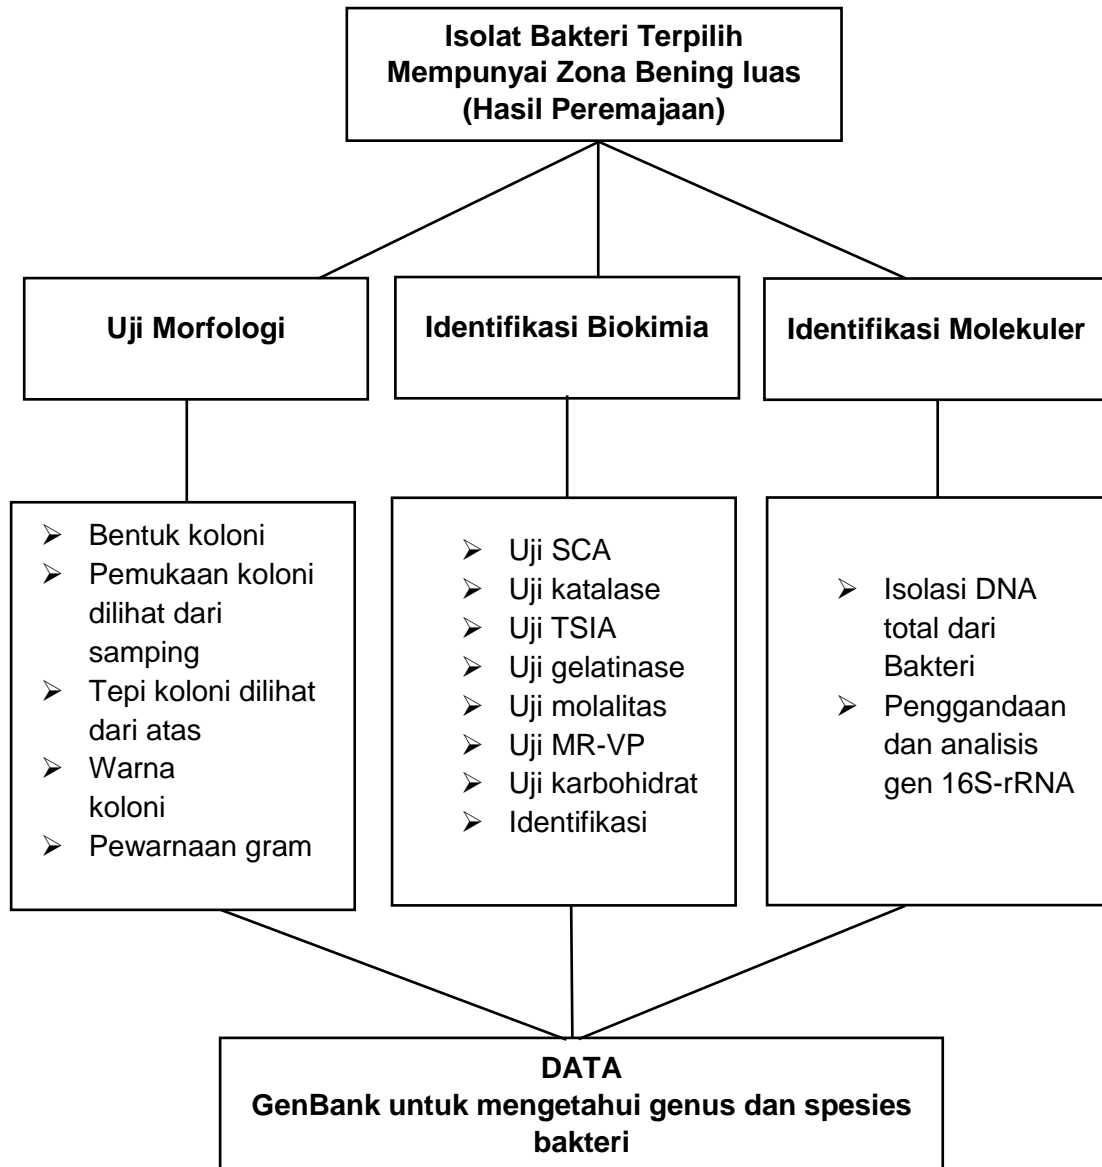 Isolat Bakteri Terpilih
Mempunyai Zona Bening luas
(Hasil Peremajaan)
Uji Morfologi
Identifikasi Biokimia
Identifikasi Molekuler
➢ Bentuk koloni
➢ Pemukaan koloni
dilihat dari
samping
➢ Tepi koloni dilihat
dari atas
➢ Warna
koloni
➢ Pewarnaan gram
➢ Uji SCA
➢ Uji katalase
➢ Uji TSIA
➢ Uji gelatinase
➢ Uji molalitas
➢ Uji MR-VP
➢ Uji karbohidrat
➢ Identifikasi
➢ Isolasi DNA
total dari
Bakteri
➢ Penggandaan
dan analisis
gen 16S-rRNA
DATA
GenBank untuk mengetahui genus dan spesies
bakteri